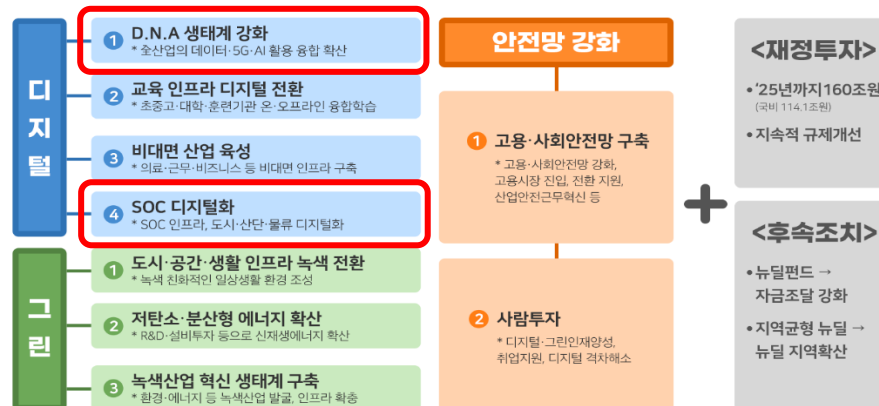 디지털
1 D.N.A 생태계 강화
* 全산업의 데이터·5G·AI 활용 융합 확산
2 교육 인프라 디지털 전환
* 초중고·대학·훈련기관 온·오프라인 융합학습
3 비대면 산업 육성
* 의료·근무·비즈니스 등 비대면 인프라 구축
4 SOC 디지털화
* SOC 인프라, 도시·산단·물류 디지털화
그린
1 도시·공간·생활 인프라 녹색 전환
* 녹색 친화적인 일상생활 환경 조성
2 저탄소·분산형 에너지 확산
* R&D·설비투자 등으로 신재생에너지 확산
3 녹색산업 혁신 생태계 구축
* 환경·에너지 등 녹색산업 발굴, 인프라 확충
안전망 강화
1 고용·사회안전망 구축
* 고용·사회안전망 강화,
고용시장 진입, 전환 지원,
산업안전근무혁신 등
2 사람투자
* 디지털·그린인재양성,
취업지원, 디지털 격차해소
+
<재정투자>
•'25년까지160조원
(국비 114.1조원)
•지속적 규제개선
<후속조치>
•뉴딜펀드 →
자금조달 강화
•지역균형 뉴딜 →
뉴딜 지역확산